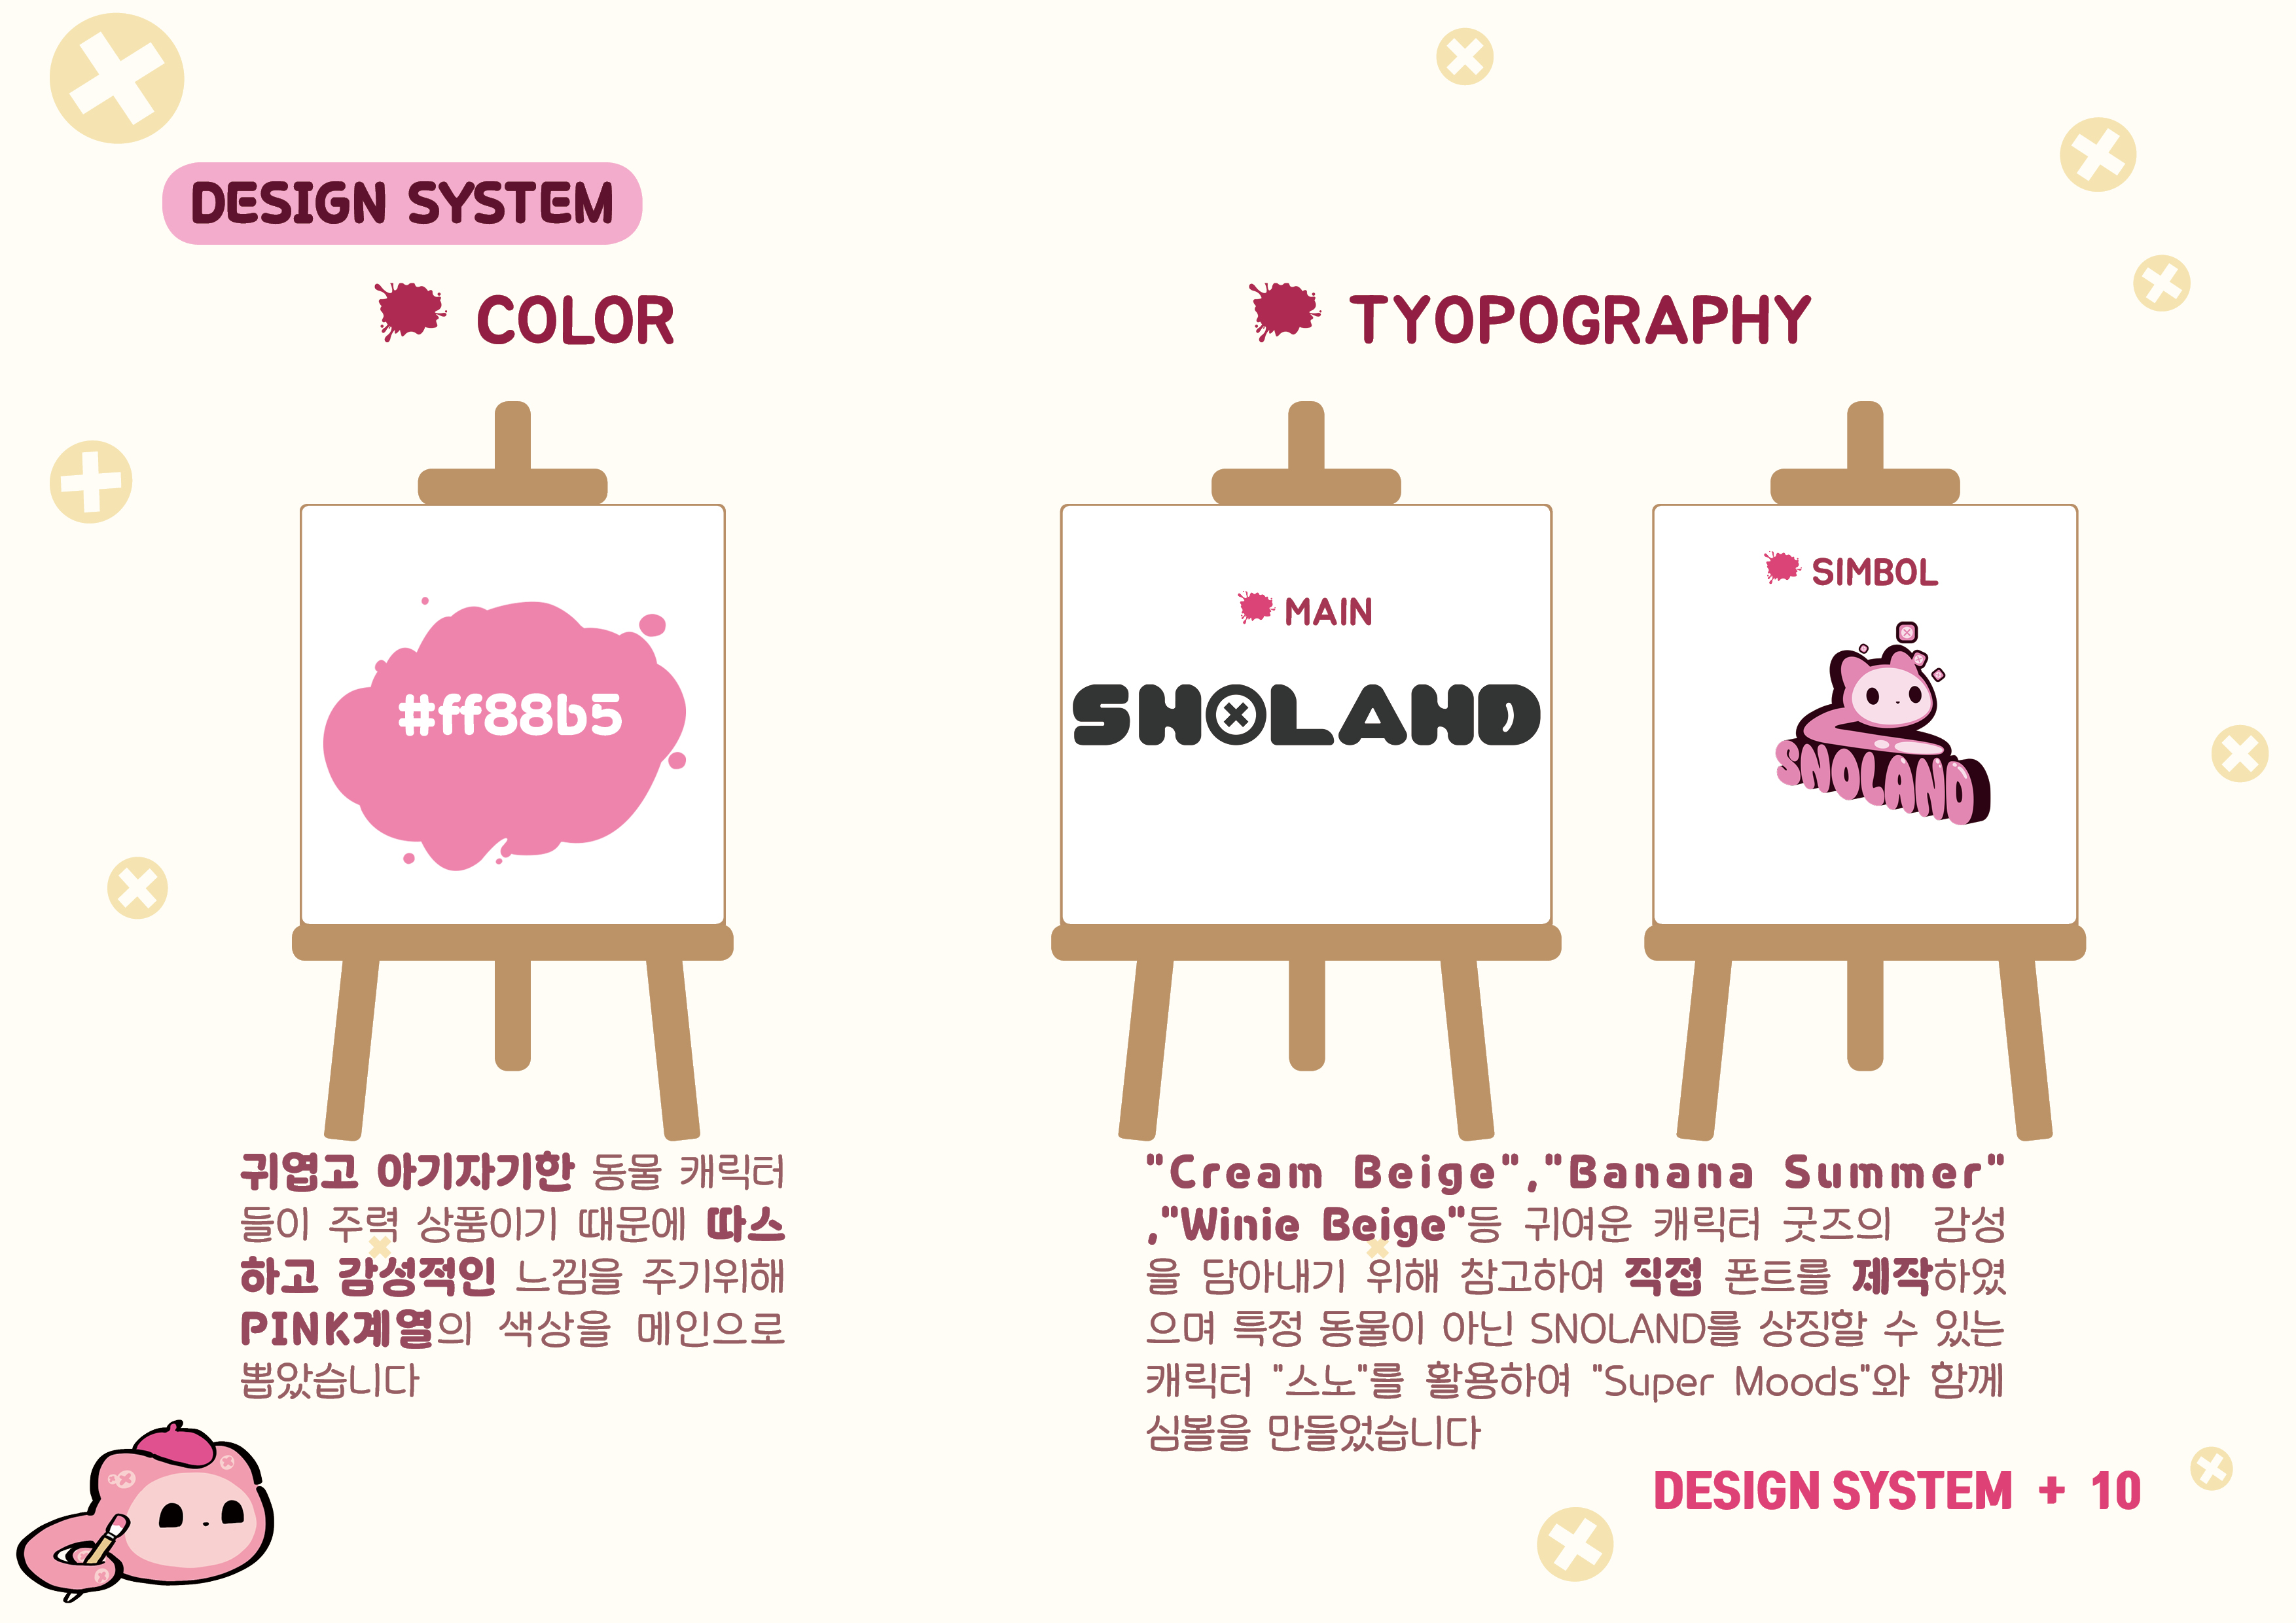 DESIGN SYSTEM
COLOR
#ff88b5
귀엽고 아기자기한 동물 캐릭터
들이 주력 상품이기 때문에 따스
하고 감성적인 느낌을 주기위해
PINK계열의 색상을 메인으로
뽑았습니다
TYOPOGRAPHY
MAIN
SNOLAND
SIMBOL
SNOLAND
"Cream Beige","Banana Summer"
,"Winie Beige"등 귀여운 캐릭터 굿즈의 감성
을 담아내기 위해 참고하여 직접 폰트를 제작하였
으며 특정 동물이 아닌 SNOLAND를 상징할 수 있는
캐릭터 "스노"를 활용하여 "Super Moods"와 함께
심볼을 만들었습니다
DESIGN SYSTEM + 10